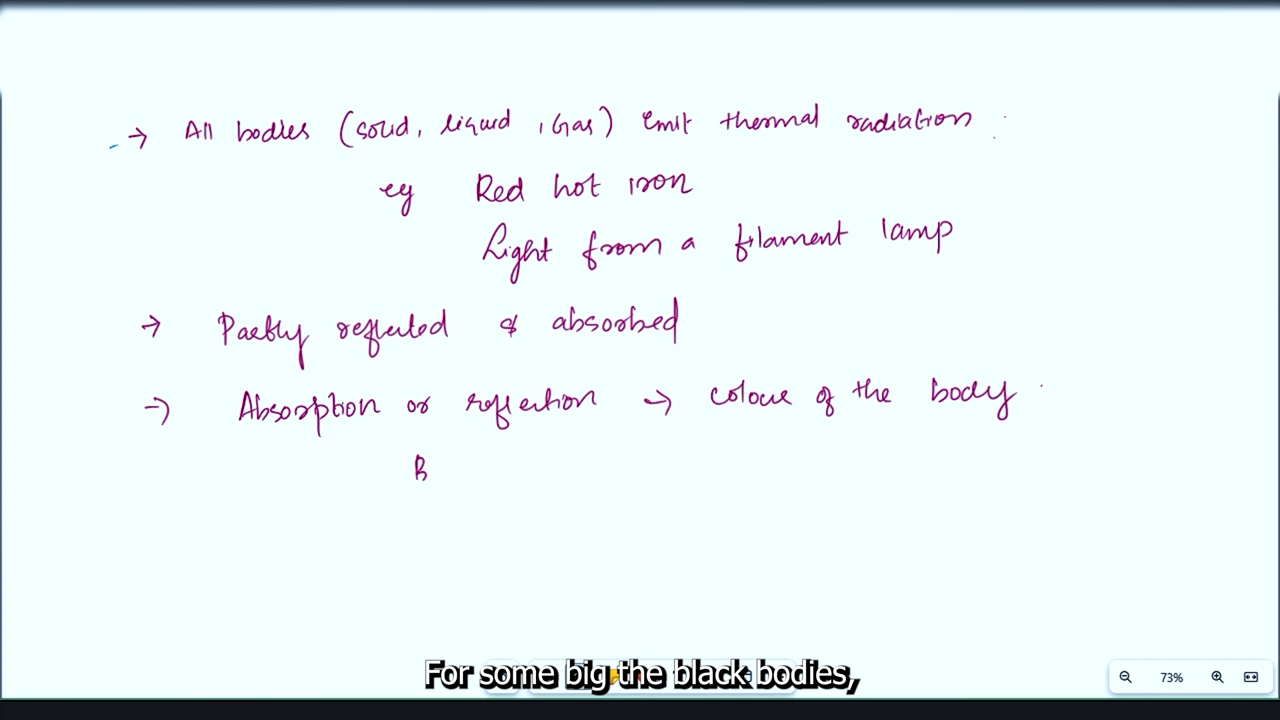 → All bodies (solid, liquid, Gas) emit thermal radiation.
eg Red hot iron
Light from a filament lamp
→ Partly reflected & absorbed
→ Absorption or reflection → colour of the body.
B
For some big the black bodies,
73%